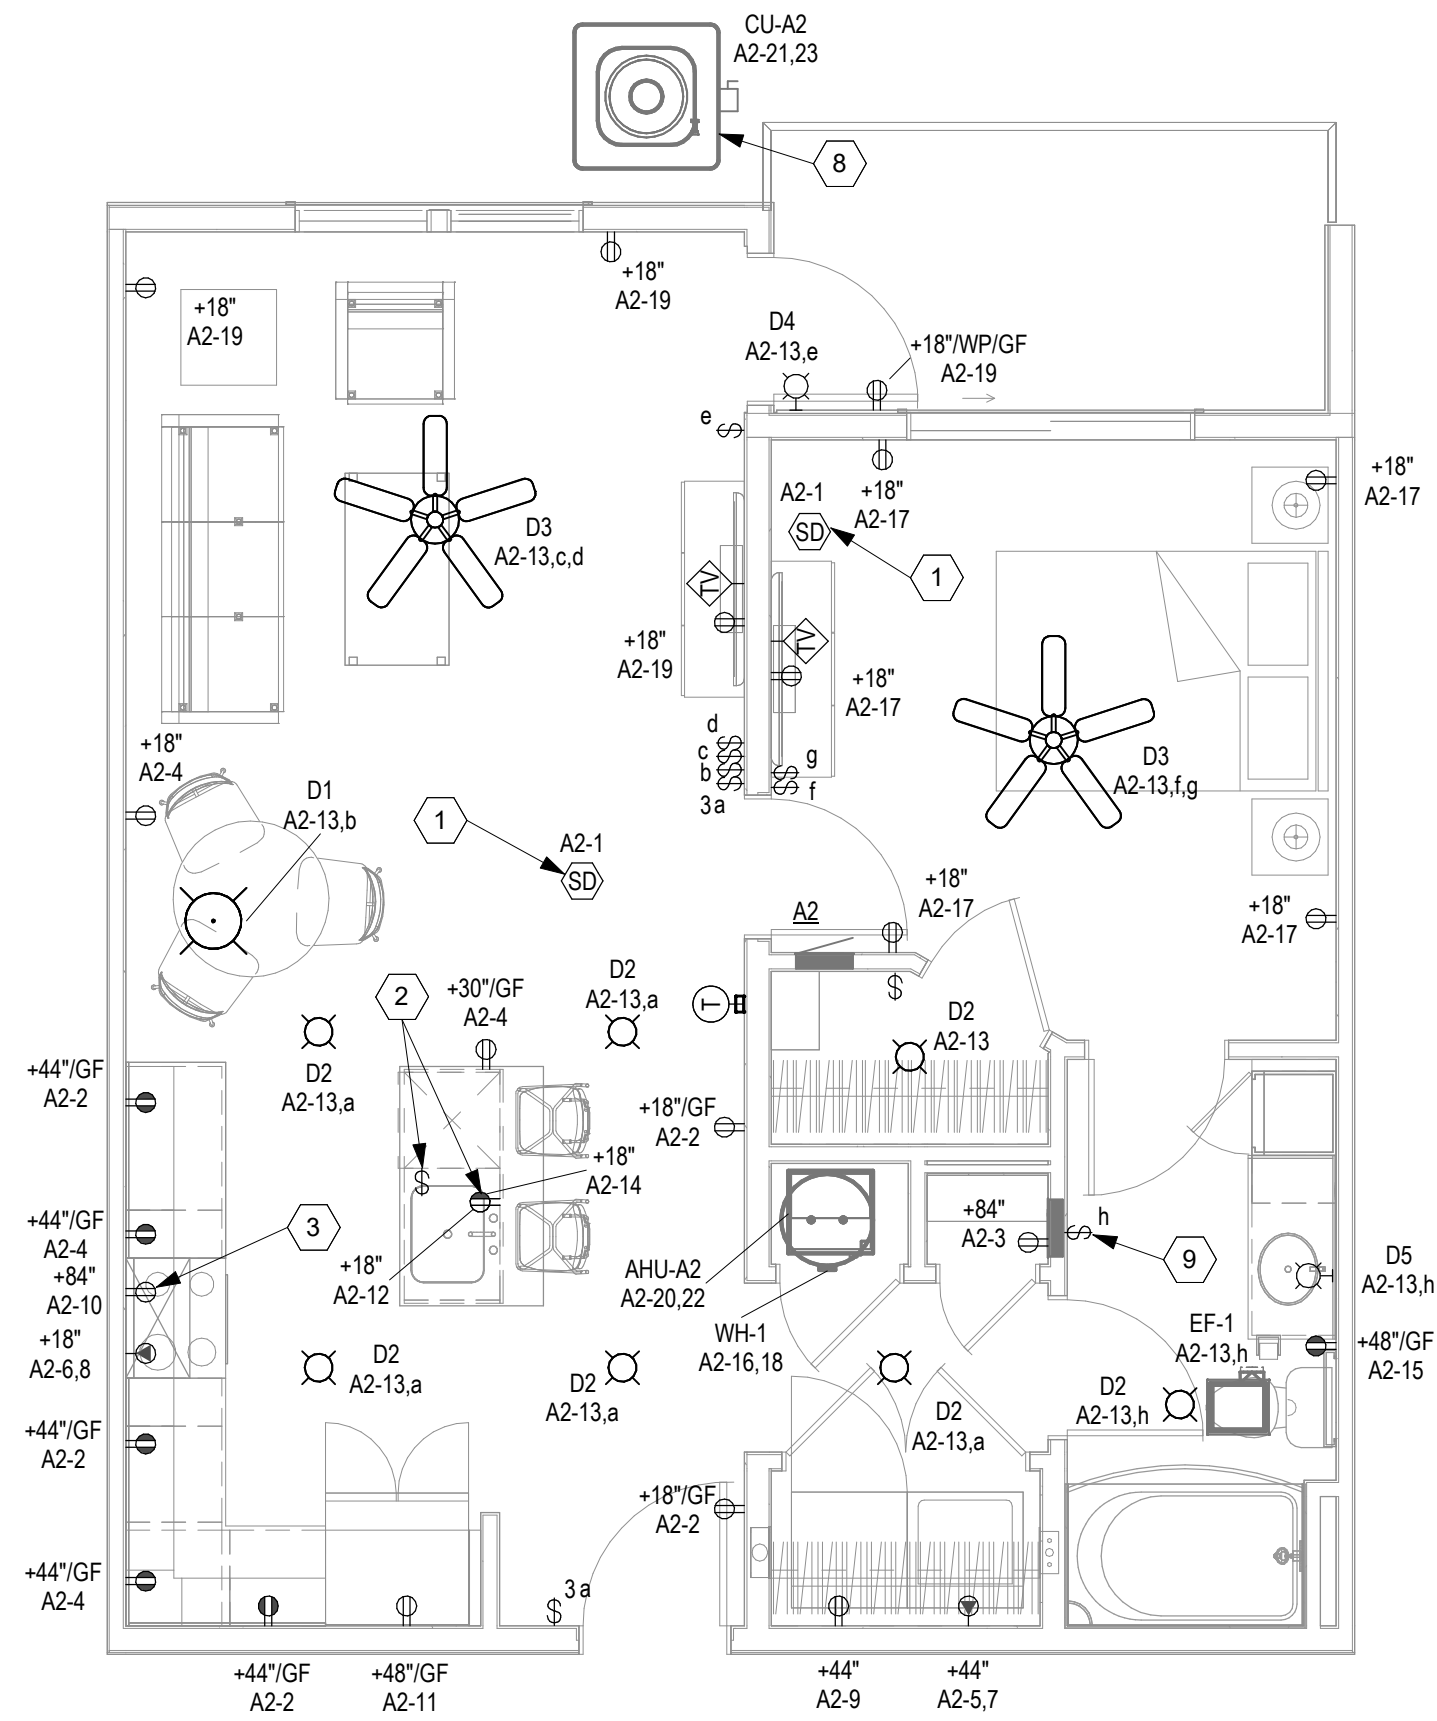 CU-A2
A2-21,23
8
+18"
A2-19
+18"
A2-19
D4
A2-13,e
+18"/WP/GF
A2-19
e
D3
A2-13,c,d
A2-1
SD
+18"
A2-17
1
+18"
A2-17
TV
TV
+18"
A2-19
+18"
A2-17
d
c
b
3a
g
f
D3
A2-13,f,g
+18"
A2-4
D1
A2-13,b
1
A2-1
SD
A2
+18"
A2-17
+18"
A2-17
2
+30"/GF
A2-4
D2
A2-13,a
T
D2
A2-13
D2
A2-13,a
+44"/GF
A2-2
+18"/GF
A2-2
+18"
A2-14
+44"/GF
A2-4
3
+84"
A2-10
+18"
A2-12
+84"
A2-3
h
9
AHU-A2
A2-20,22
D5
A2-13,h
+18"
A2-6,8
WH-1
A2-16,18
EF-1
A2-13,h
+48"/GF
A2-15
D2
A2-13,a
D2
A2-13,a
D2
A2-13,h
D2
A2-13,a
+44"/GF
A2-2
+18"/GF
A2-2
+44"/GF
A2-4
3a
+44"/GF
A2-2
+48"/GF
A2-11
+44"
A2-9
+44"
A2-5,7